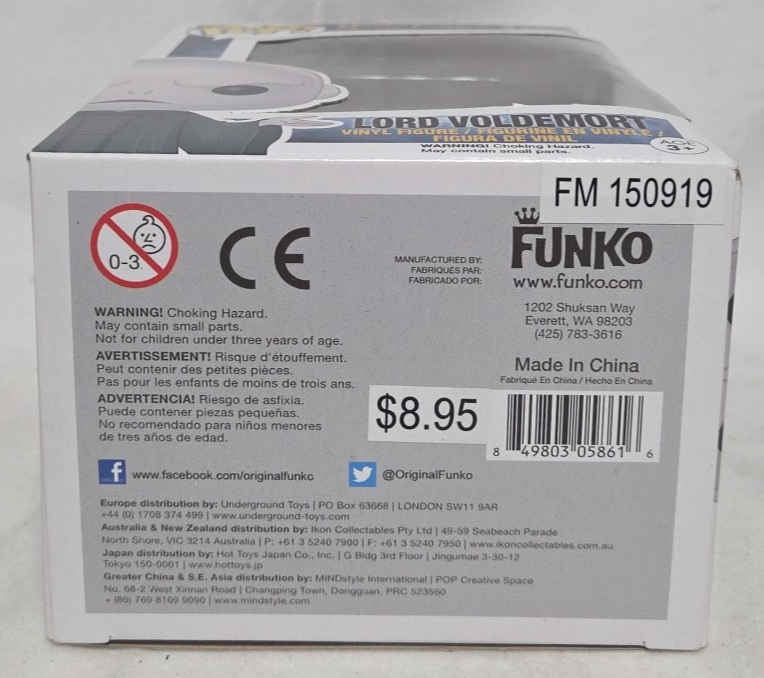 LORD VOLDEMORT
VINYL FIGURE / FIGURINE EN VINYLE /
FIGURA DE VINIL
WARNING! Choking Hazard.
May contain small parts.
AGE
3+
FM 150919
0-3
CE
MANUFACTURED BY:
FABRIQUÉS PAR:
FABRICADO POR:
FUNKO
www.funko.com
1202 Shuksan Way
Everett, WA 98203
(425) 783-3616
Made In China
Fabriqué En China / Hecho En China
WARNING! Choking Hazard.
May contain small parts.
Not for children under three years of age.
AVERTISSEMENT! Risque d'étouffement.
Peut contenir des petites pièces.
Pas pour les enfants de moins de trois ans.
ADVERTENCIA! Riesgo de asfixia.
Puede contener piezas pequeñas.
No recomendado para niños menores
de tres años de edad.
$8.95
8 49803 05861 6
f www.facebook.com/originalfunko
@OriginalFunko
Europe distribution by: Underground Toys | PO Box 63668 | LONDON SW11 9AR
+44 (0) 1708 374 499 | www.underground-toys.com
Australia & New Zealand distribution by: Ikon Collectables Pty Ltd | 49-59 Seabeach Parade
North Shore, VIC 3214 Australia | P: +61 3 5240 7900 | F: +61 3 5240 7950 | www.ikoncollectables.com.au
Japan distribution by: Hot Toys Japan Co., Inc. | G Bldg 3rd Floor | Jingumae 3-30-12
Tokyo 150-0001 | www.hottoys.jp
Greater China & S.E. Asia distribution by: MINDstyle International | POP Creative Space
No. 66-2 West Xinnan Road | Changping Town, Dongguan, PRC 523560
+ (86) 769 8109 9090 | www.mindstyle.com